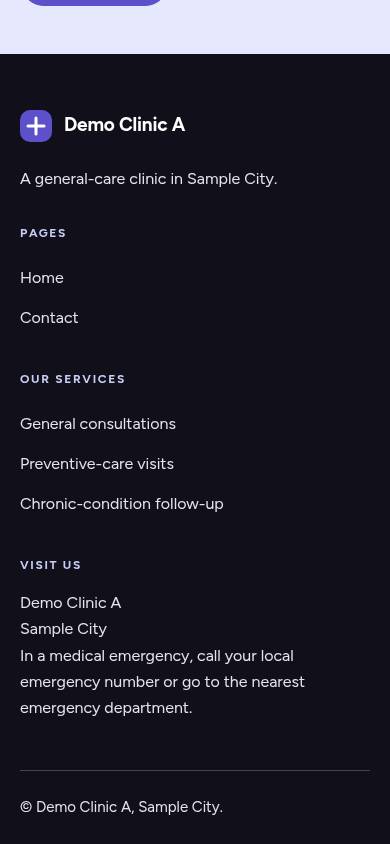 Demo Clinic A
A general-care clinic in Sample City.
PAGES
Home
Contact
OUR SERVICES
General consultations
Preventive-care visits
Chronic-condition follow-up
VISIT US
Demo Clinic A
Sample City
In a medical emergency, call your local
emergency number or go to the nearest
emergency department.
© Demo Clinic A, Sample City.